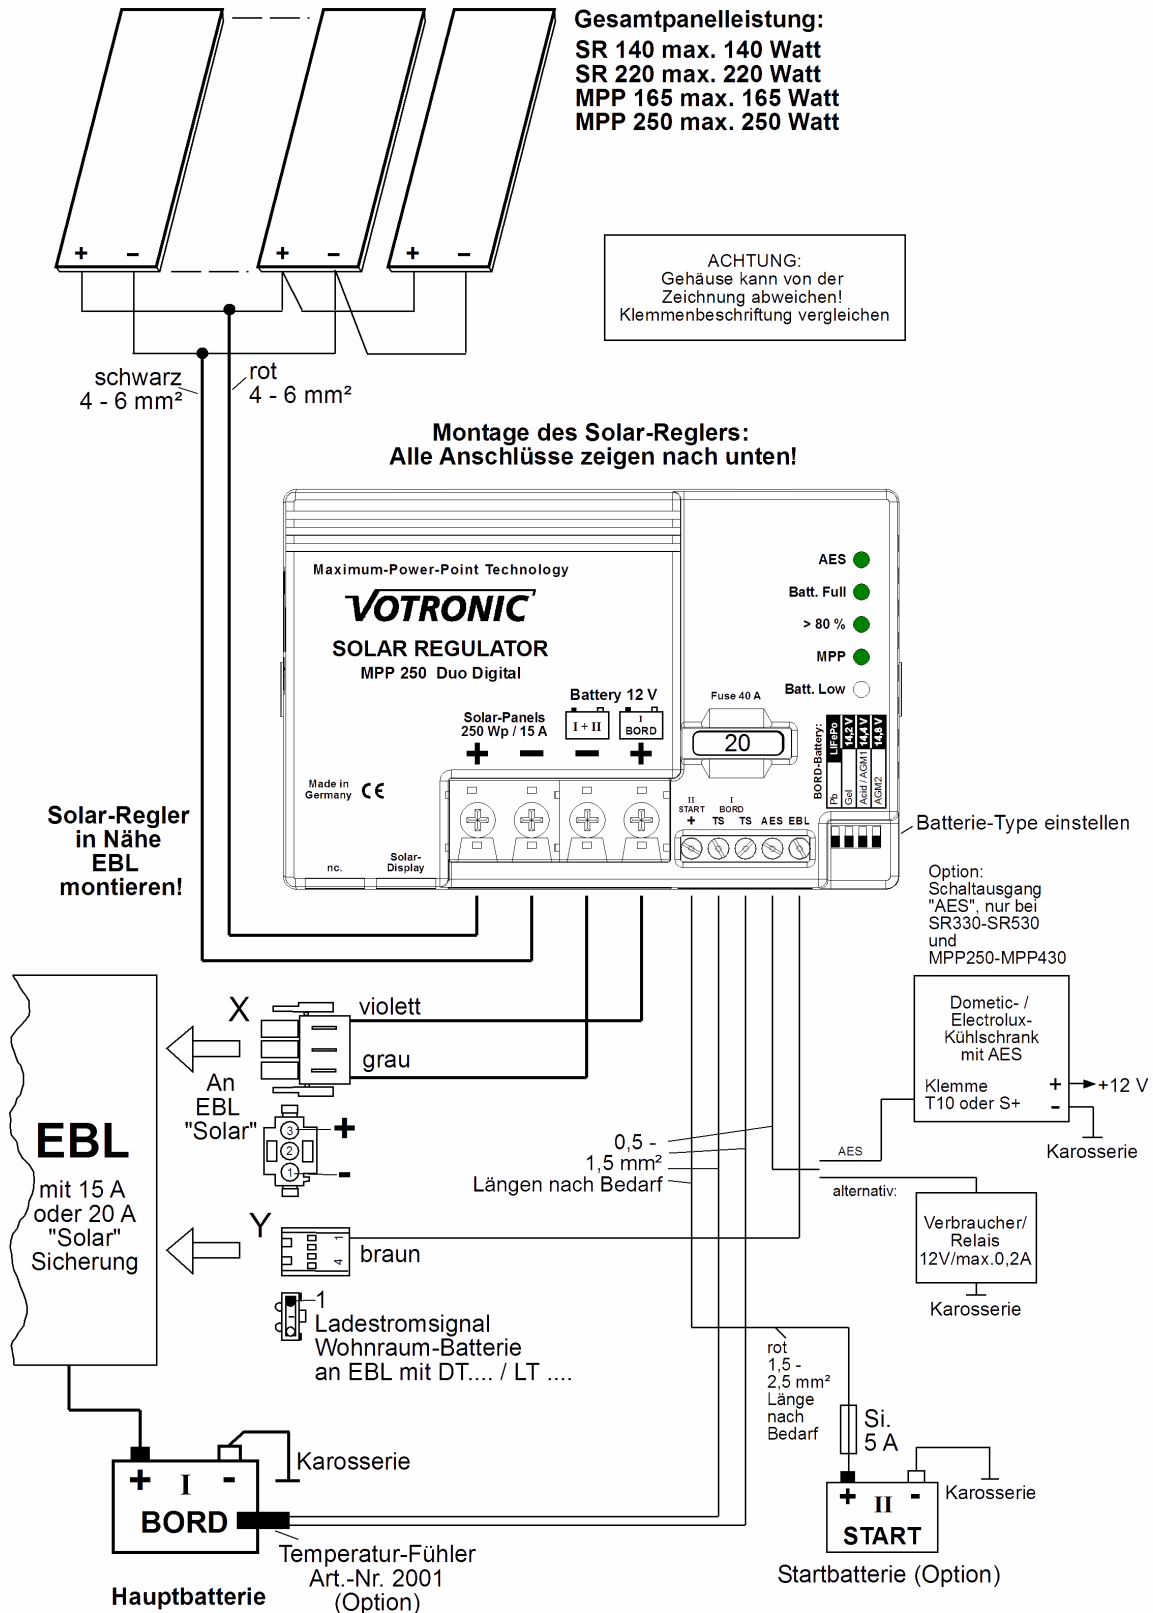 Gesamtpanelleistung:
SR 140 max. 140 Watt
SR 220 max. 220 Watt
MPP 165 max. 165 Watt
MPP 250 max. 250 Watt
+ –
+ –
+ –
ACHTUNG:
Gehäuse kann von der
Zeichnung abweichen!
Klemmenbeschriftung vergleichen
schwarz
4 - 6 mm²
rot
4 - 6 mm²
Montage des Solar-Reglers:
Alle Anschlüsse zeigen nach unten!
Maximum-Power-Point Technology
VOTRONIC
SOLAR REGULATOR
MPP 250 Duo Digital
AES
Batt. Full
> 80 %
MPP
Batt. Low
Battery 12 V
Solar-Panels
250 Wp / 15 A
I + II
I
BORD
+ – – +
Fuse 40 A
20
BORD-Battery:
LiFePo
14,2 V
14,4 V
14,8 V
Pb
Gel
Acid / AGM1
AGM2
Made in
Germany
CE
II
START
+
I
BORD
TS TS AES EBL
nc.
Solar-
Display
Batterie-Type einstellen
Solar-Regler
in Nähe
EBL
montieren!
Option:
Schaltausgang
"AES", nur bei
SR330-SR530
und
MPP250-MPP430
Dometic- /
Electrolux-
Kühlschrank
mit AES
Klemme
T10 oder S+
+
-
+12 V
Karosserie
X
violett
grau
An
EBL
"Solar"
3
2
1
+
-
EBL
mit 15 A
oder 20 A
"Solar"
Sicherung
Y
1
4
braun
0,5 -
1,5 mm²
Längen nach Bedarf
AES
alternativ:
Verbraucher/
Relais
12V/max.0,2A
Karosserie
1
Ladestromsignal
Wohnraum-Batterie
an EBL mit DT.... / LT ....
rot
1,5 -
2,5 mm²
Länge
nach
Bedarf
Si.
5 A
+ I -
BORD
Karosserie
Temperatur-Fühler
Art.-Nr. 2001
(Option)
Hauptbatterie
+ II -
START
Karosserie
Startbatterie (Option)